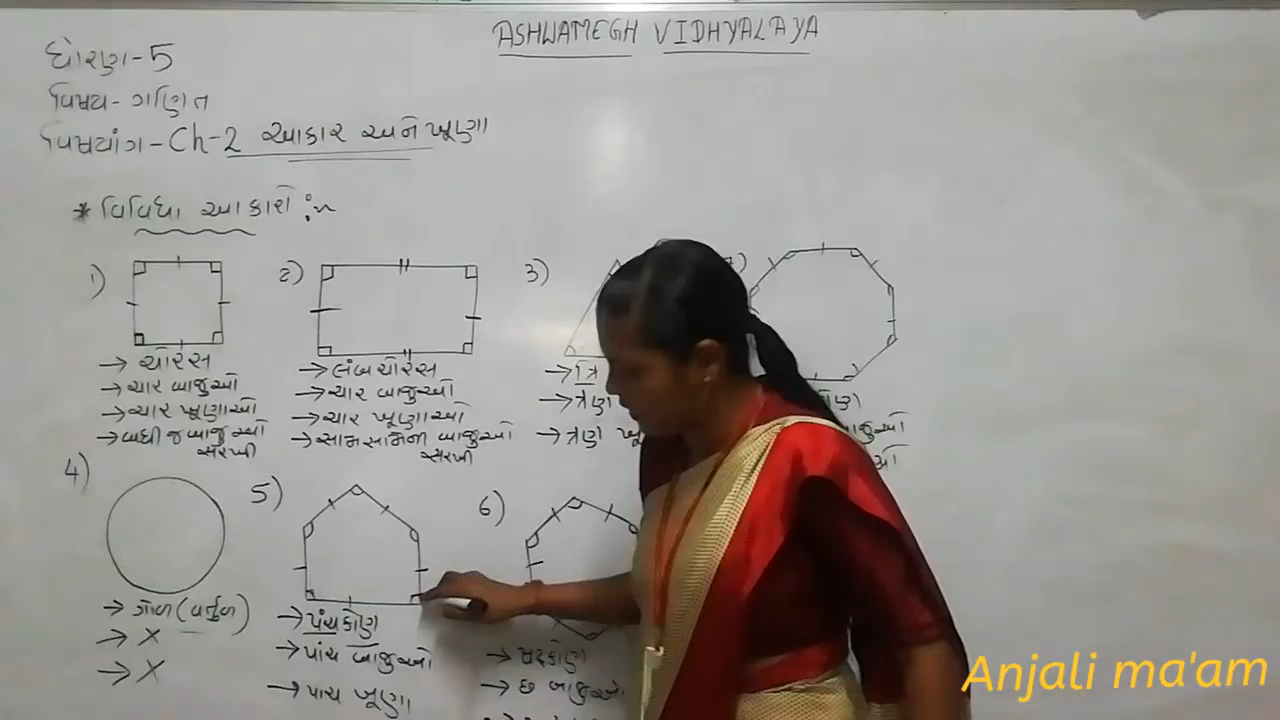 ASHWAMEGH VIDHYALAYA
ધોરણ-5
વિષય- ગણિત
વિષયાંગ-Ch-2 આકાર અને ખૂણા
* વિવિધ આકારો :~
1)
→ ચોરસ
→ ચાર બાજુઓ
→ ચાર ખૂણાઓ
→ બધી જ બાજુઓ
સરખી
2)
→ લંબચોરસ
→ ચાર બાજુઓ
→ ચાર ખૂણાઓ
→ સામસામેની બાજુઓ
સરખી
3)
→ ત્રિ
→ ત્રણ
→ ત્રણ ખૂ
4)
→ ગોળ (વર્તુળ)
→ X
→ X
5)
→ પંચકોણ
→ પાંચ બાજુઓ
→ પાંચ ખૂણા
6)
→ ષટ્કોણ
→ છ બાજુઓ
Anjali ma'am